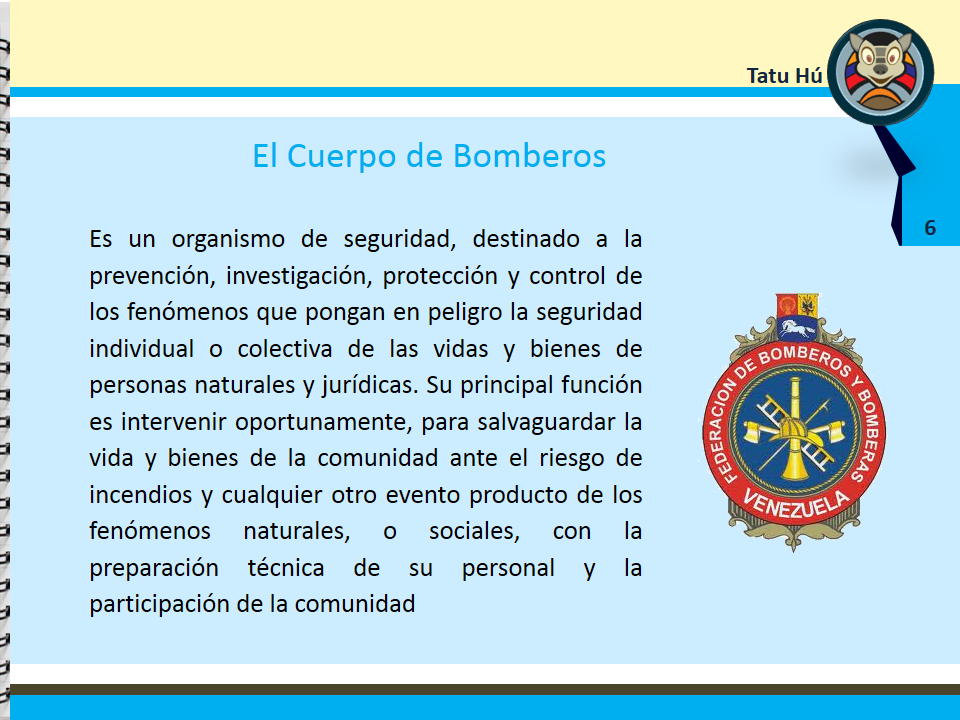 Tatu Hú
El Cuerpo de Bomberos
6
Es un organismo de seguridad, destinado a la
prevención, investigación, protección y control de
los fenómenos que pongan en peligro la seguridad
individual o colectiva de las vidas y bienes de
personas naturales y jurídicas. Su principal función
es intervenir oportunamente, para salvaguardar la
vida y bienes de la comunidad ante el riesgo de
incendios y cualquier otro evento producto de los
fenómenos naturales, o sociales, con la
preparación técnica de su personal y la
participación de la comunidad
FEDERACION DE BOMBEROS Y BOMBERAS
VENEZUELA